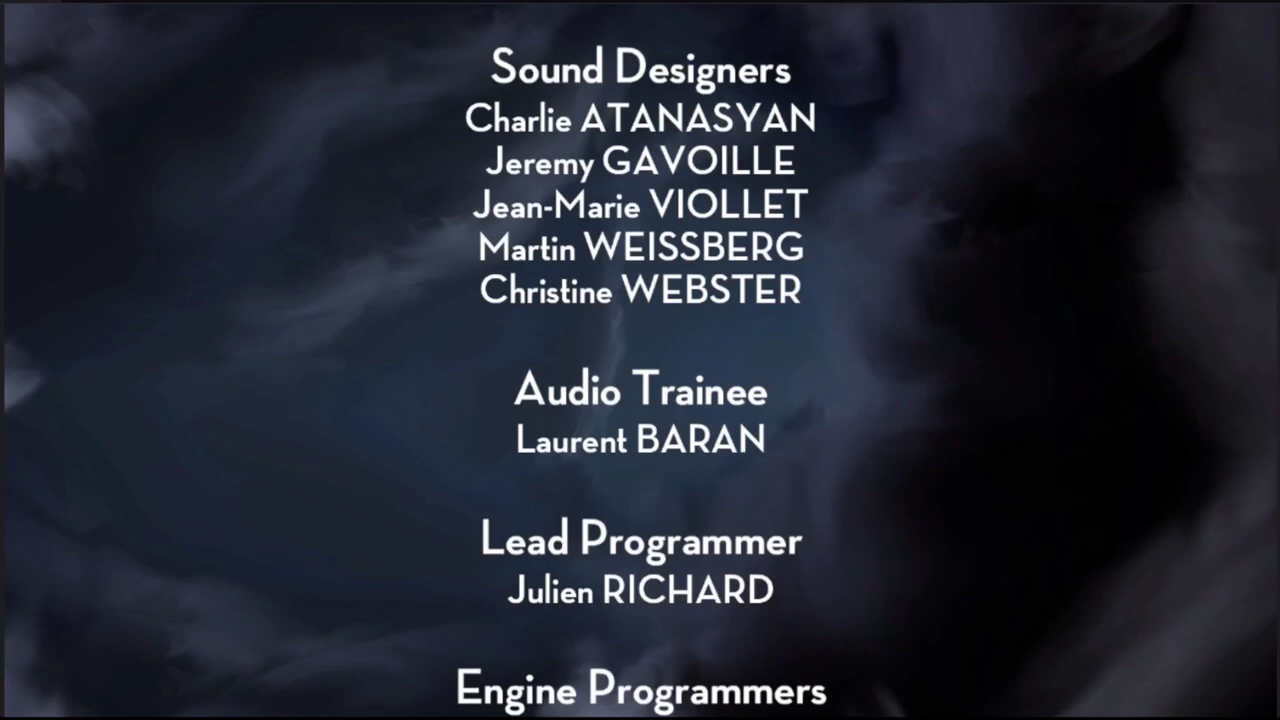 Sound Designers
Charlie ATANASYAN
Jeremy GAVOILLE
Jean-Marie VIOLLET
Martin WEISSBERG
Christine WEBSTER
Audio Trainee
Laurent BARAN
Lead Programmer
Julien RICHARD
Engine Programmers